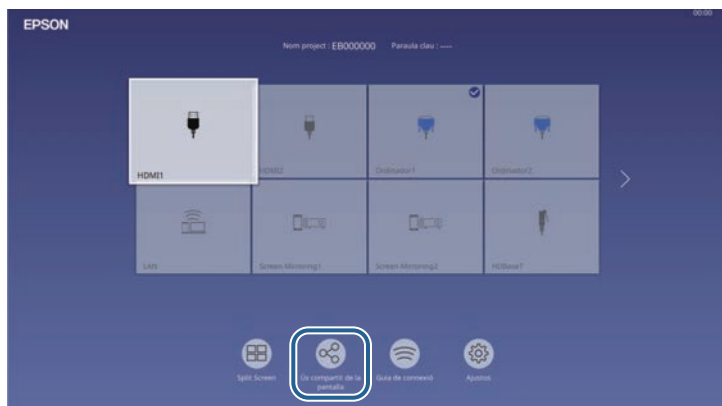 00:00
EPSON
Nom project : EB000000 Paraula clau : ----
HDMI1
HDMI2
Ordinador1
Ordinador2
LAN
Screen Mirroring1
Screen Mirroring2
HDBaseT
Split Screen
Ús compartit de la
pantalla
Guia de connexió
Ajustos